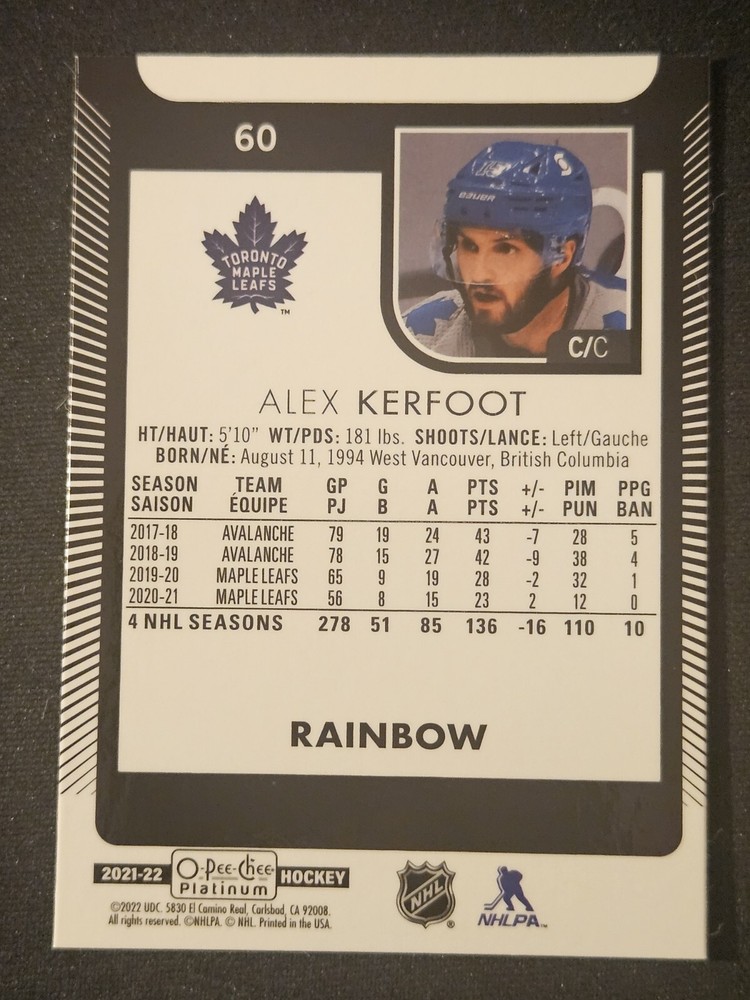 60
TORONTO
MAPLE
LEAFS
TM
15
BAUER
C/C
ALEX KERFOOT
HT/HAUT: 5'10" WT/PDS: 181 lbs. SHOOTS/LANCE: Left/Gauche
BORN/NÉ: August 11, 1994 West Vancouver, British Columbia
SEASON TEAM GP G A PTS +/- PIM PPG
SAISON ÉQUIPE PJ B A PTS +/- PUN BAN
2017-18 AVALANCHE 79 19 24 43 -7 28 5
2018-19 AVALANCHE 78 15 27 42 -9 38 4
2019-20 MAPLE LEAFS 65 9 19 28 -2 32 1
2020-21 MAPLE LEAFS 56 8 15 23 2 12 0
4 NHL SEASONS 278 51 85 136 -16 110 10
RAINBOW
2021-22 O-Pee-Chee Platinum HOCKEY
©2022 UDC. 5830 El Camino Real, Carlsbad, CA 92008.
All rights reserved. ©NHLPA. © NHL. Printed in the USA.
NHL ®
NHLPA™